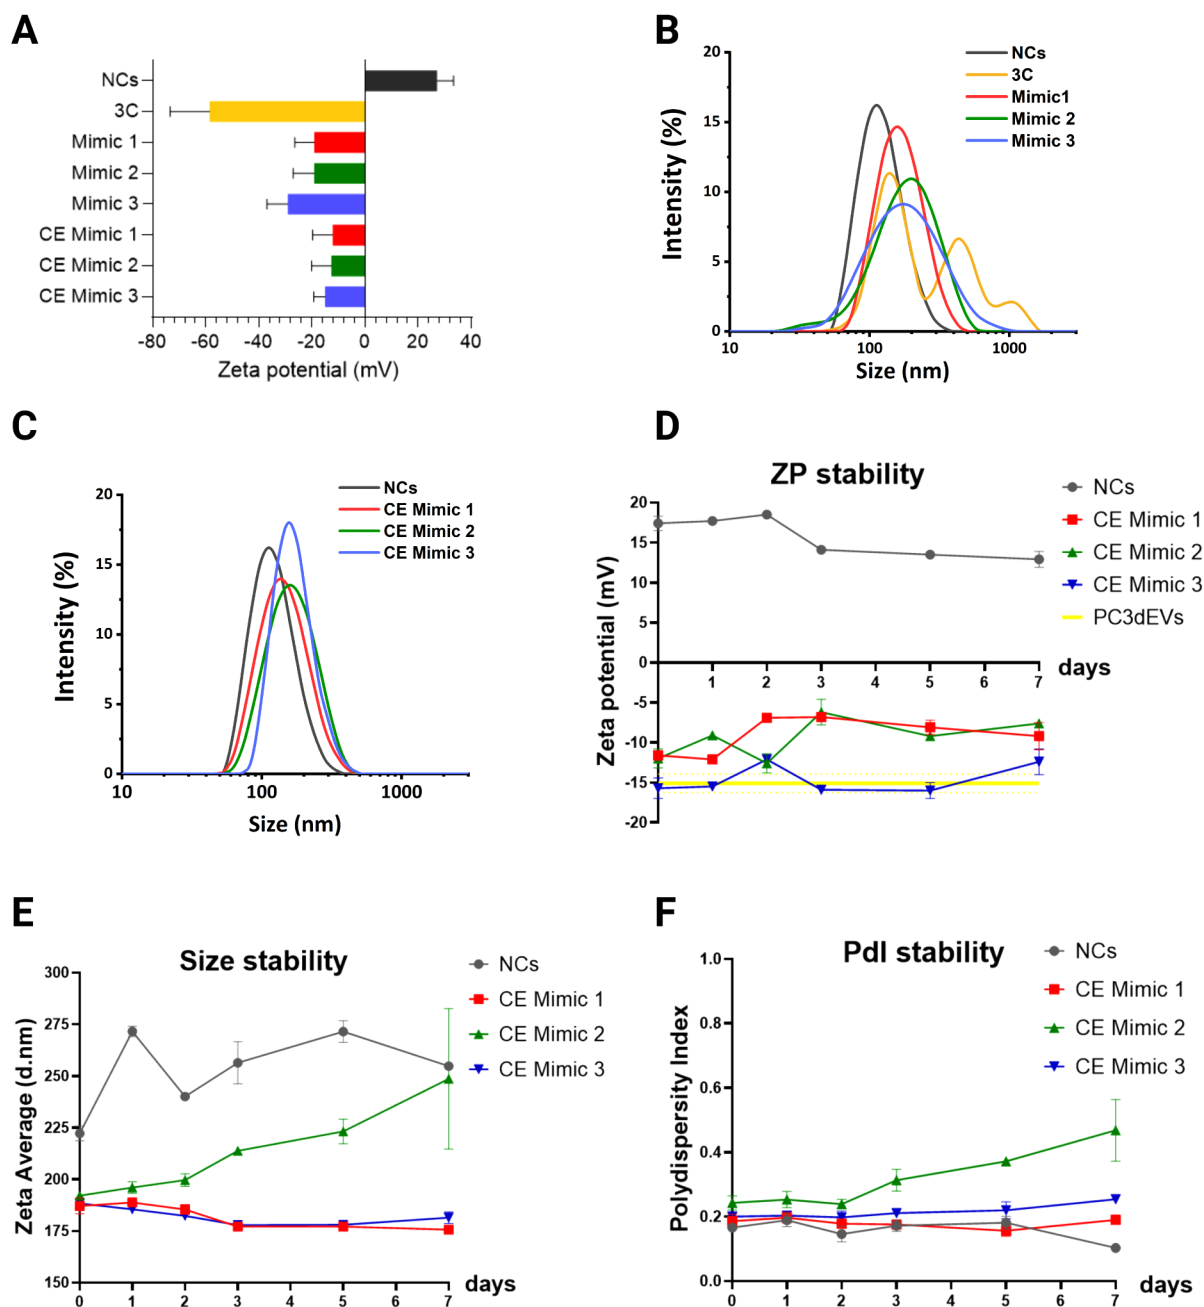 A
NCs
3C
Mimic 1
Mimic 2
Mimic 3
CE Mimic 1
CE Mimic 2
CE Mimic 3
-80 -60 -40 -20 0 20 40
Zeta potential (mV)
B
20
15
10
5
0
Intensity (%)
NCs
3C
Mimic1
Mimic 2
Mimic 3
10 100 1000
Size (nm)
C
20
15
10
5
0
Intensity (%)
NCs
CE Mimic 1
CE Mimic 2
CE Mimic 3
10 100 1000
Size (nm)
D
ZP stability
20
15
10
5
0
-5
-10
-15
-20
Zeta potential (mV)
1 2 3 4 5 6 7
days
NCs
CE Mimic 1
CE Mimic 2
CE Mimic 3
PC3dEVs
E
Size stability
300
275
250
225
200
175
150
Zeta Average (d.nm)
0 1 2 3 4 5 6 7
days
NCs
CE Mimic 1
CE Mimic 2
CE Mimic 3
F
PdI stability
1.0
0.8
0.6
0.4
0.2
0.0
Polydispersity Index
0 1 2 3 4 5 6 7
days
NCs
CE Mimic 1
CE Mimic 2
CE Mimic 3